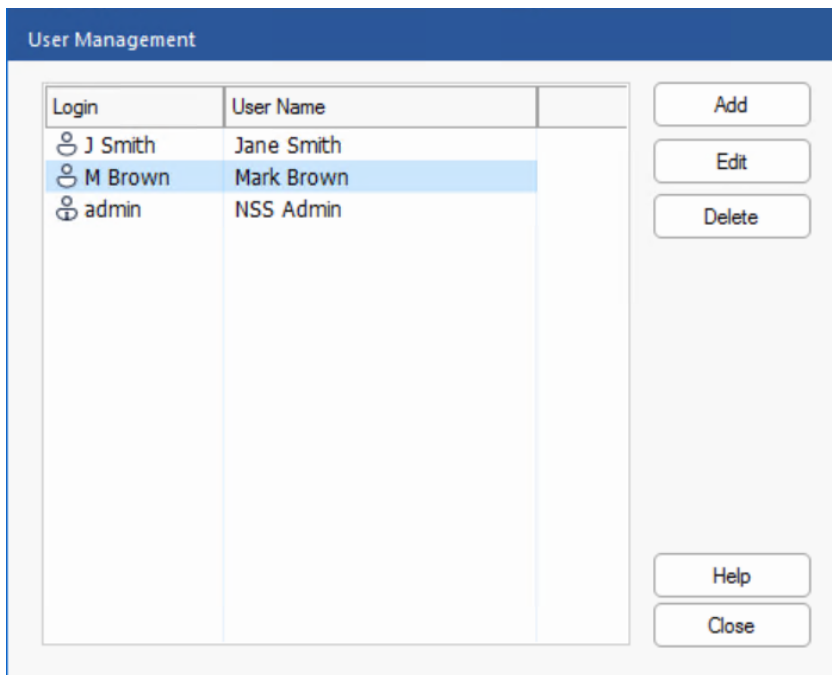 User Management
Login User Name
J Smith Jane Smith
M Brown Mark Brown
admin NSS Admin
Add
Edit
Delete
Help
Close